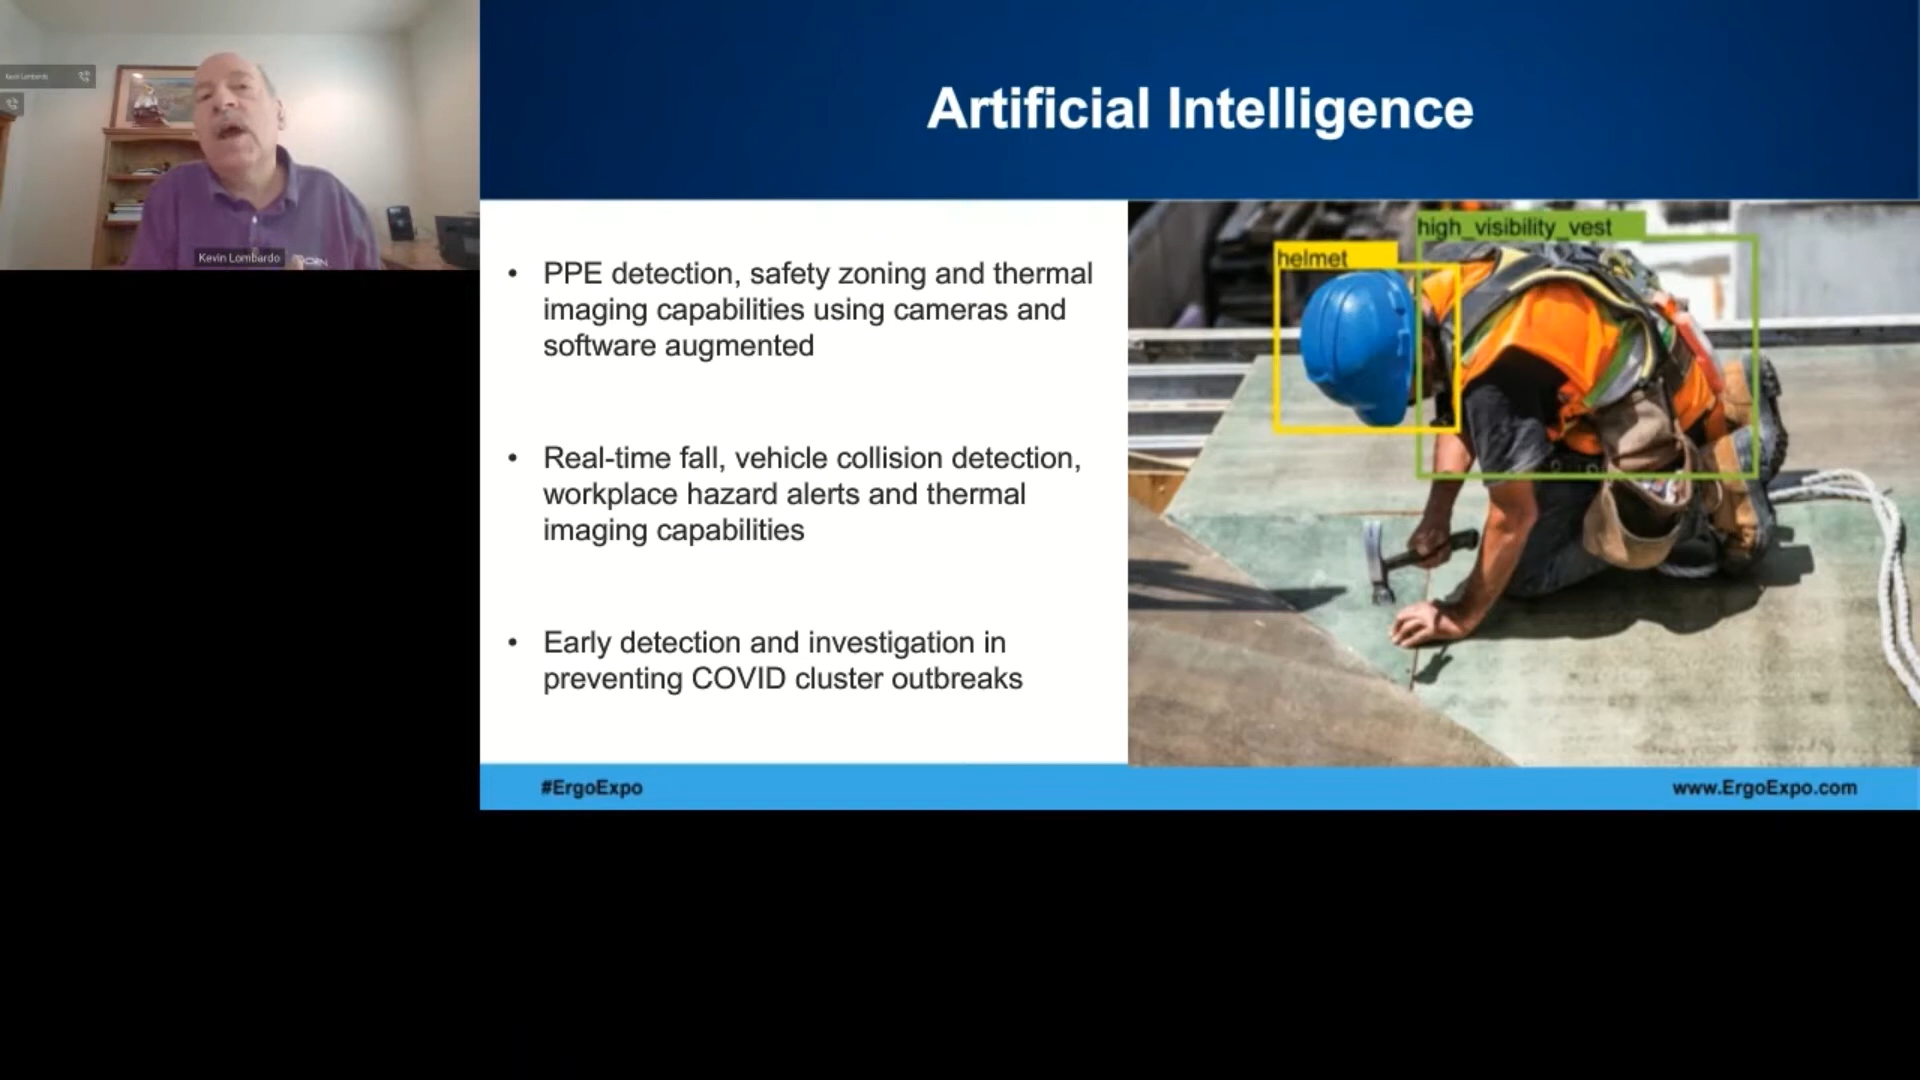 Kevin Lombardo
Kevin Lombardo
Artificial Intelligence
• PPE detection, safety zoning and thermal
imaging capabilities using cameras and
software augmented
• Real-time fall, vehicle collision detection,
workplace hazard alerts and thermal
imaging capabilities
• Early detection and investigation in
preventing COVID cluster outbreaks
high_visibility_vest
helmet
#ErgoExpo
www.ErgoExpo.com